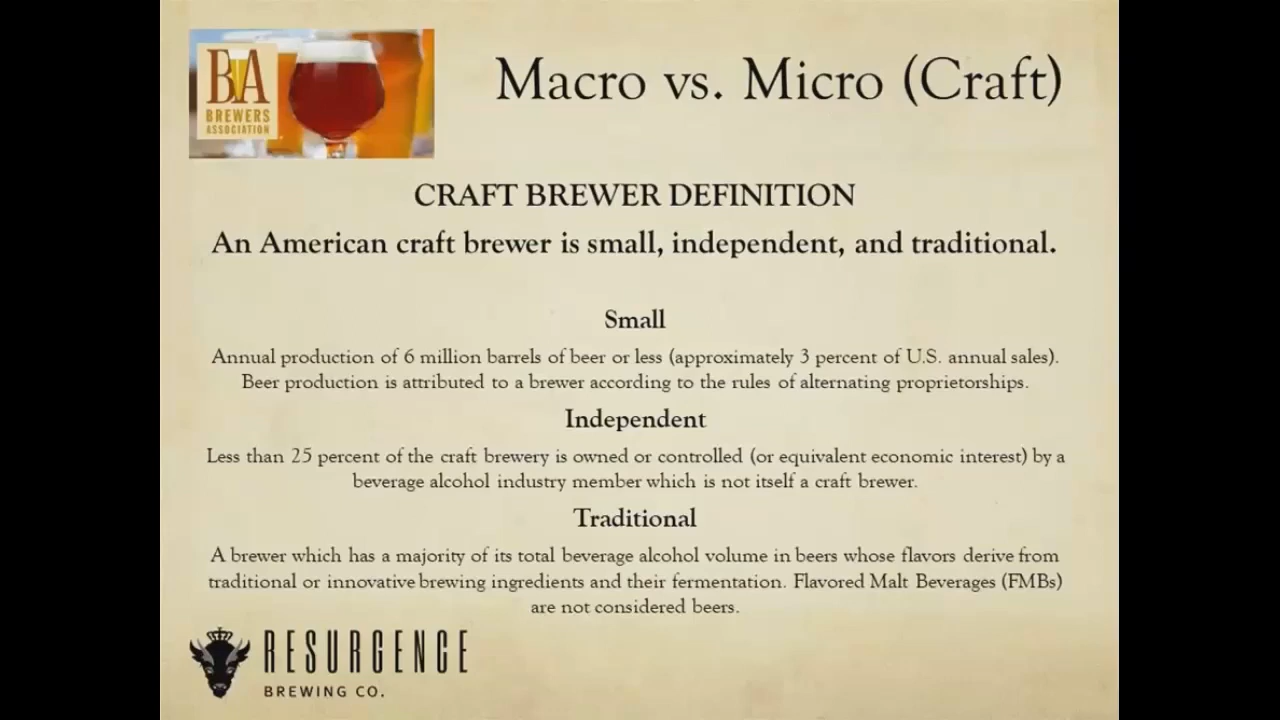 BA
BREWERS
ASSOCIATION
Macro vs. Micro (Craft)
CRAFT BREWER DEFINITION
An American craft brewer is small, independent, and traditional.
Small
Annual production of 6 million barrels of beer or less (approximately 3 percent of U.S. annual sales).
Beer production is attributed to a brewer according to the rules of alternating proprietorships.
Independent
Less than 25 percent of the craft brewery is owned or controlled (or equivalent economic interest) by a
beverage alcohol industry member which is not itself a craft brewer.
Traditional
A brewer which has a majority of its total beverage alcohol volume in beers whose flavors derive from
traditional or innovative brewing ingredients and their fermentation. Flavored Malt Beverages (FMBs)
are not considered beers.
RESURGENCE
BREWING CO.